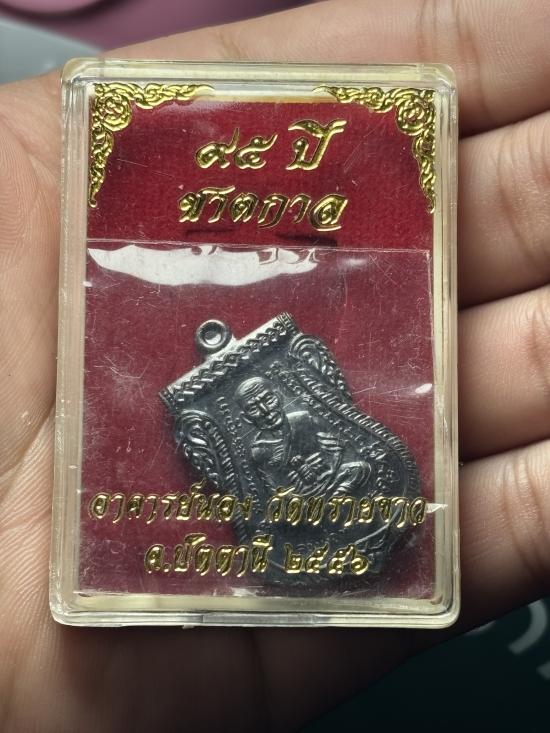 ๙๕ ปี
ชาตกาล
อาจารย์นอง วัดทรายขาว
จ.ปัตตานี ๒๕๕๖